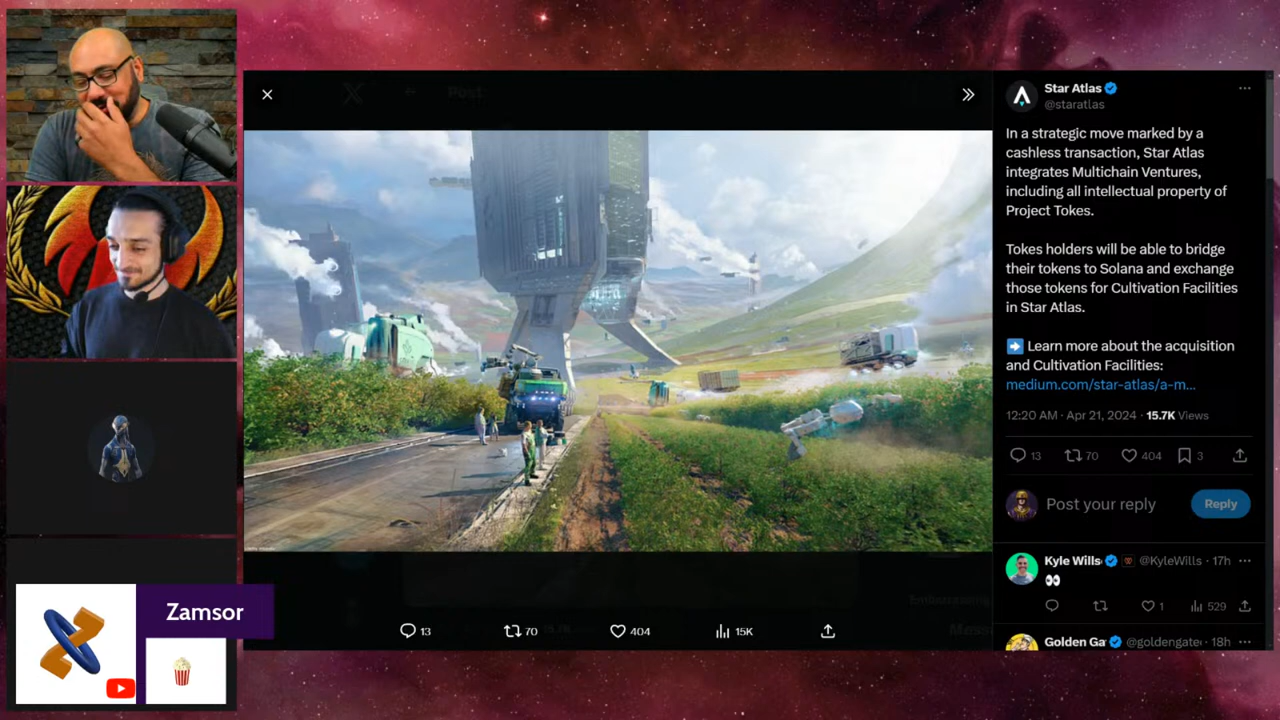 Post
Star Atlas
@staratlas
In a strategic move marked by a
cashless transaction, Star Atlas
integrates Multichain Ventures,
including all intellectual property of
Project Tokes.
Tokes holders will be able to bridge
their tokens to Solana and exchange
those tokens for Cultivation Facilities
in Star Atlas.
Learn more about the acquisition
and Cultivation Facilities:
medium.com/star-atlas/a-m...
12:20 AM · Apr 21, 2024 · 15.7K Views
13 70 404 3
Post your reply
Reply
Kyle Wills @KyleWills · 17h
1 529
Golden Ga @goldengate 18h
13 70 404 15K
Zamsor